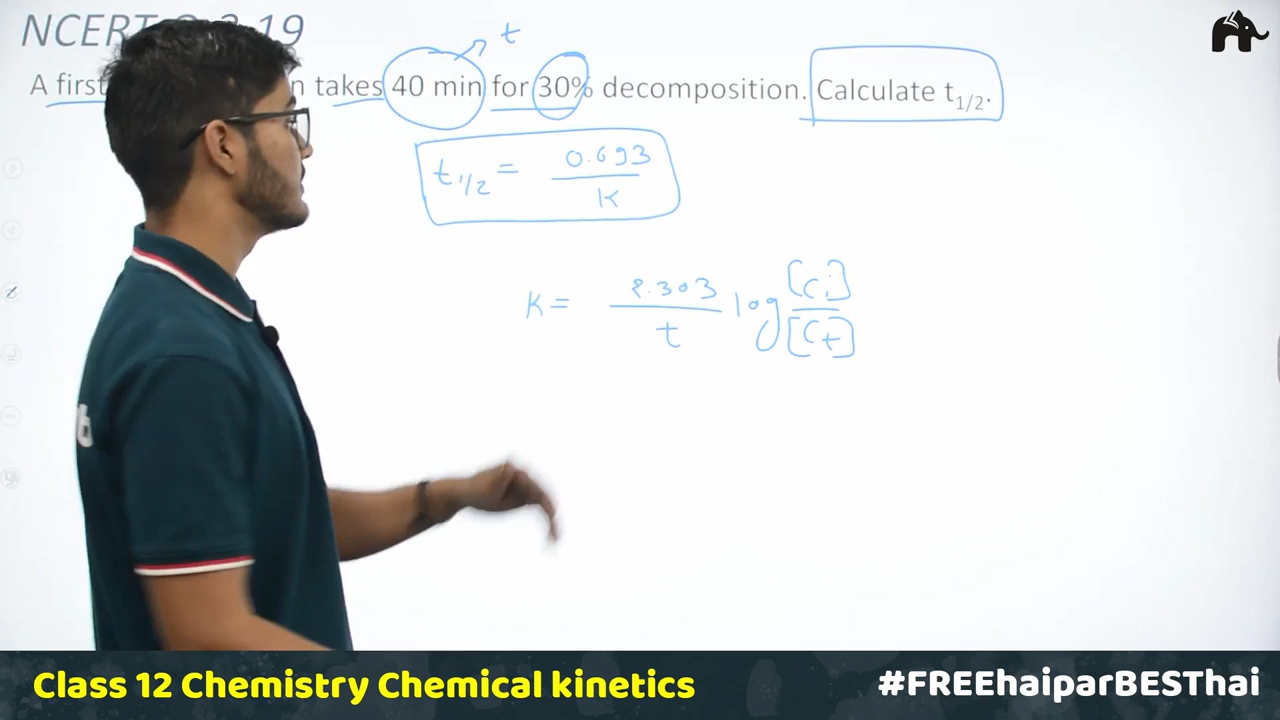 NCERT 19
A first takes 40 min for 30% decomposition. Calculate t1/2.
t
t1/2 = 0.693 / K
K = 2.303 / t log [Ci] / [Ct]
Class 12 Chemistry Chemical kinetics
#FREEhaiparBESThai